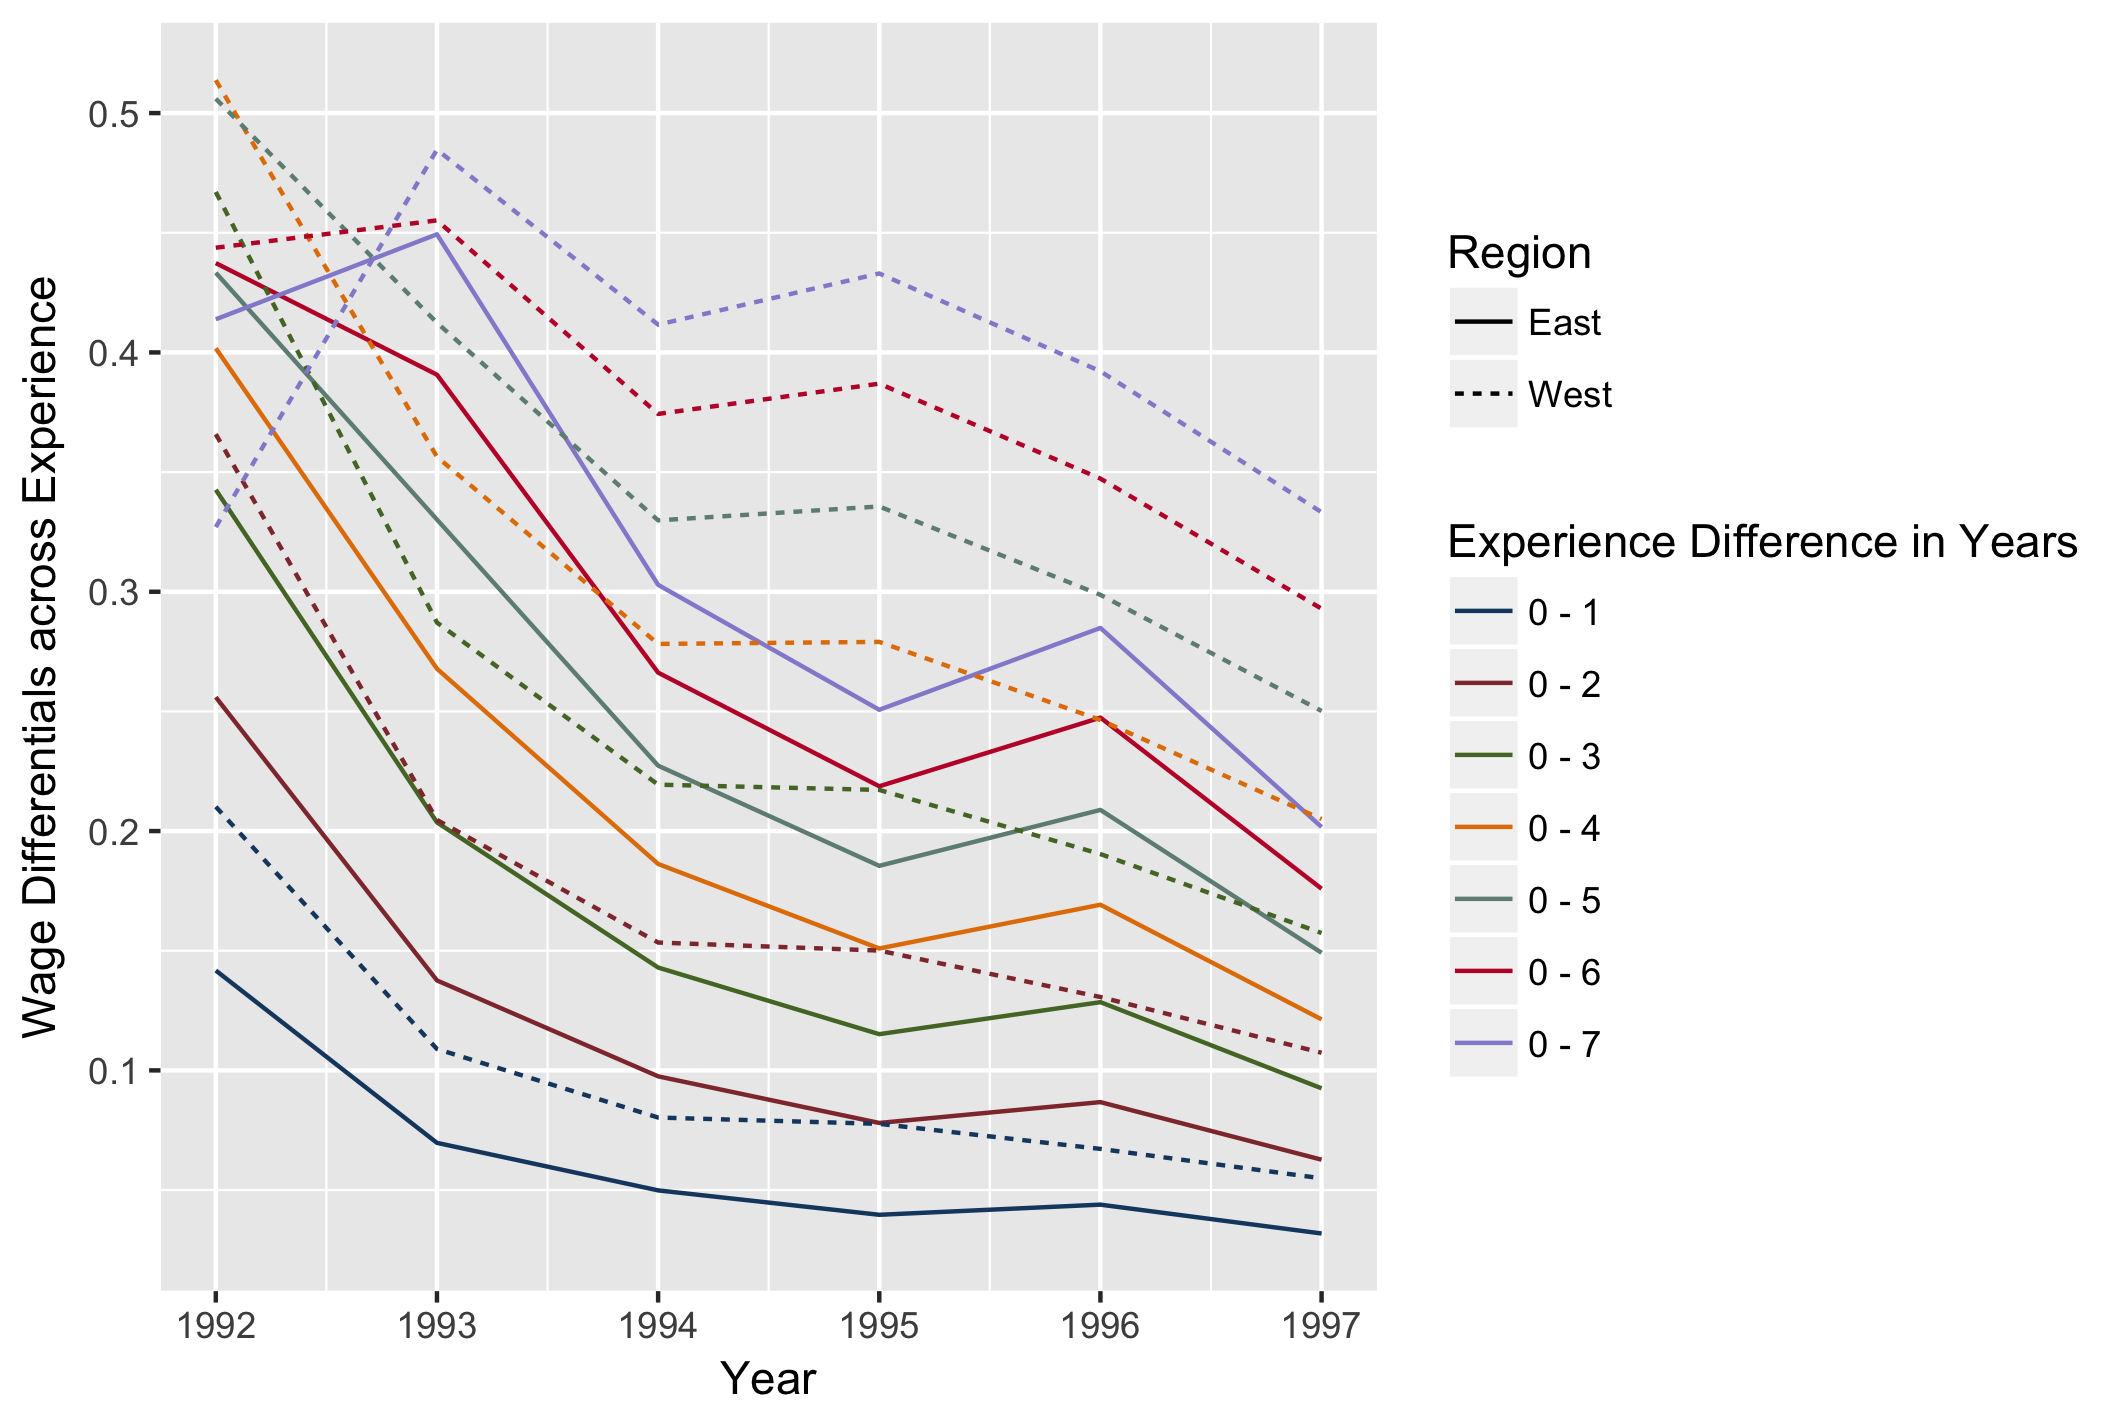 Wage Differentials across Experience
0.5
0.4
0.3
0.2
0.1
1992 1993 1994 1995 1996 1997
Year
Region
East
West
Experience Difference in Years
0 - 1
0 - 2
0 - 3
0 - 4
0 - 5
0 - 6
0 - 7